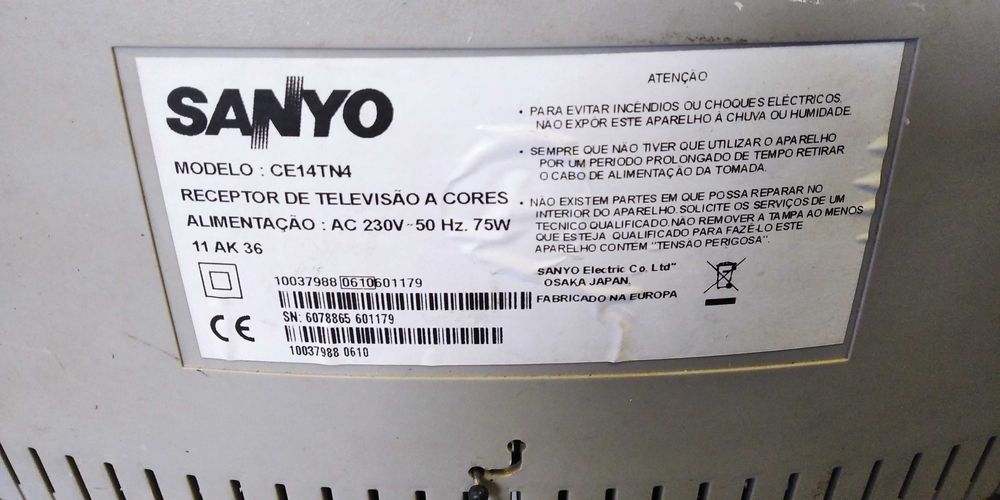 SANYO
MODELO : CE14TN4
RECEPTOR DE TELEVISÃO A CORES
ALIMENTAÇÃO : AC 230V~50 Hz. 75W
11 AK 36
10037988 0610 601179
SN: 6078865 601179
10037988 0610
CE
ATENÇÃO
• PARA EVITAR INCÊNDIOS OU CHOQUES ELÉCTRICOS,
NÃO EXPÔR ESTE APARELHO À CHUVA OU HUMIDADE.
• SEMPRE QUE NÃO TIVER QUE UTILIZAR O APARELHO
POR UM PERIODO PROLONGADO DE TEMPO RETIRAR
O CABO DE ALIMENTAÇÃO DA TOMADA.
• NÃO EXISTEM PARTES EM QUE POSSA REPARAR NO
INTERIOR DO APARELHO. SOLICITE OS SERVIÇOS DE UM
TECNICO QUALIFICADO. NÃO REMOVER A TAMPA AO MENOS
QUE ESTEJA QUALIFICADO PARA FAZÊ-LO ESTE
APARELHO CONTEM "TENSÃO PERIGOSA".
SANYO Electric Co. Ltd"
OSAKA JAPAN.
FABRICADO NA EUROPA